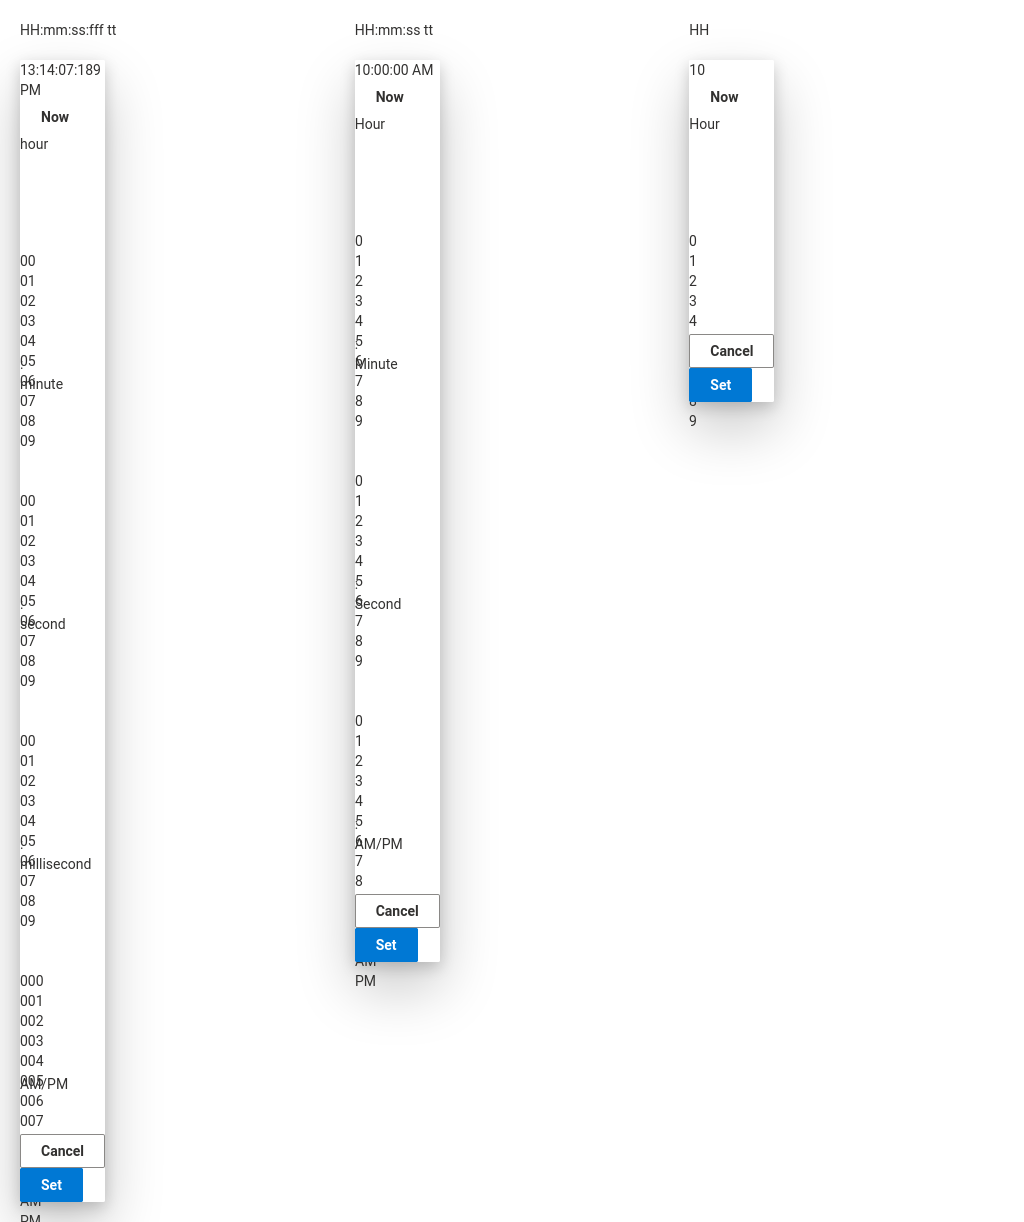 HH:mm:ss:fff tt
13:14:07:189
PM
Now
hour
00
01
02
03
04
05
:
minute
06
07
08
09
00
01
02
03
04
05
:
second
06
07
08
09
00
01
02
03
04
05
:
millisecond
06
07
08
09
000
001
002
003
004
005
AM/PM
006
007
Cancel
Set
AM
PM
HH:mm:ss tt
10:00:00 AM
Now
Hour
0
1
2
3
4
5
:
6
Minute
7
8
9
0
1
2
3
4
5
:
6
Second
7
8
9
0
1
2
3
4
5
:
6
AM/PM
7
8
Cancel
Set
AM
PM
HH
10
Now
Hour
0
1
2
3
4
Cancel
Set
8
9